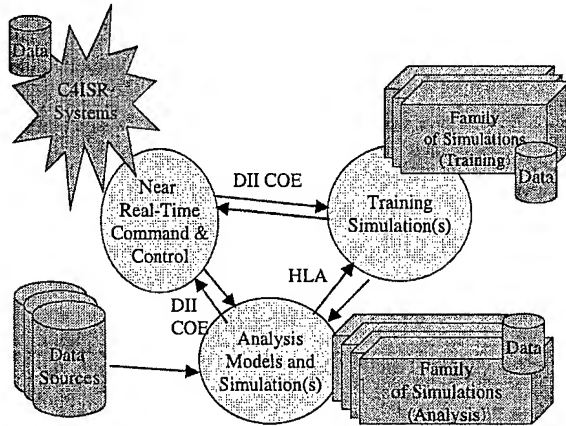 Data
C4ISR
Systems
Family
of Simulations
(Training)
Data
Near
Real-Time
Command &
Control
DII COE
Training
Simulation(s)
HLA
DII
COE
Data
Sources
Analysis
Models and
Simulation(s)
Data
Family
of Simulations
(Analysis)